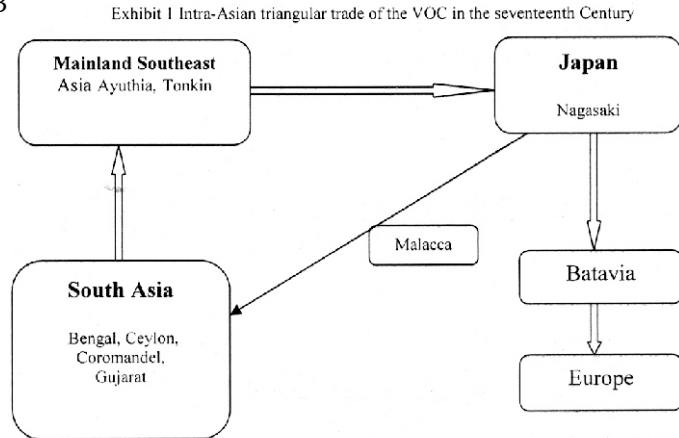 Exhibit 1 Intra-Asian triangular trade of the VOC in the seventeenth Century
Mainland Southeast
Asia Ayuthia, Tonkin
Japan
Nagasaki
Malacca
South Asia
Bengal, Ceylon,
Coromandel,
Gujarat
Batavia
Europe